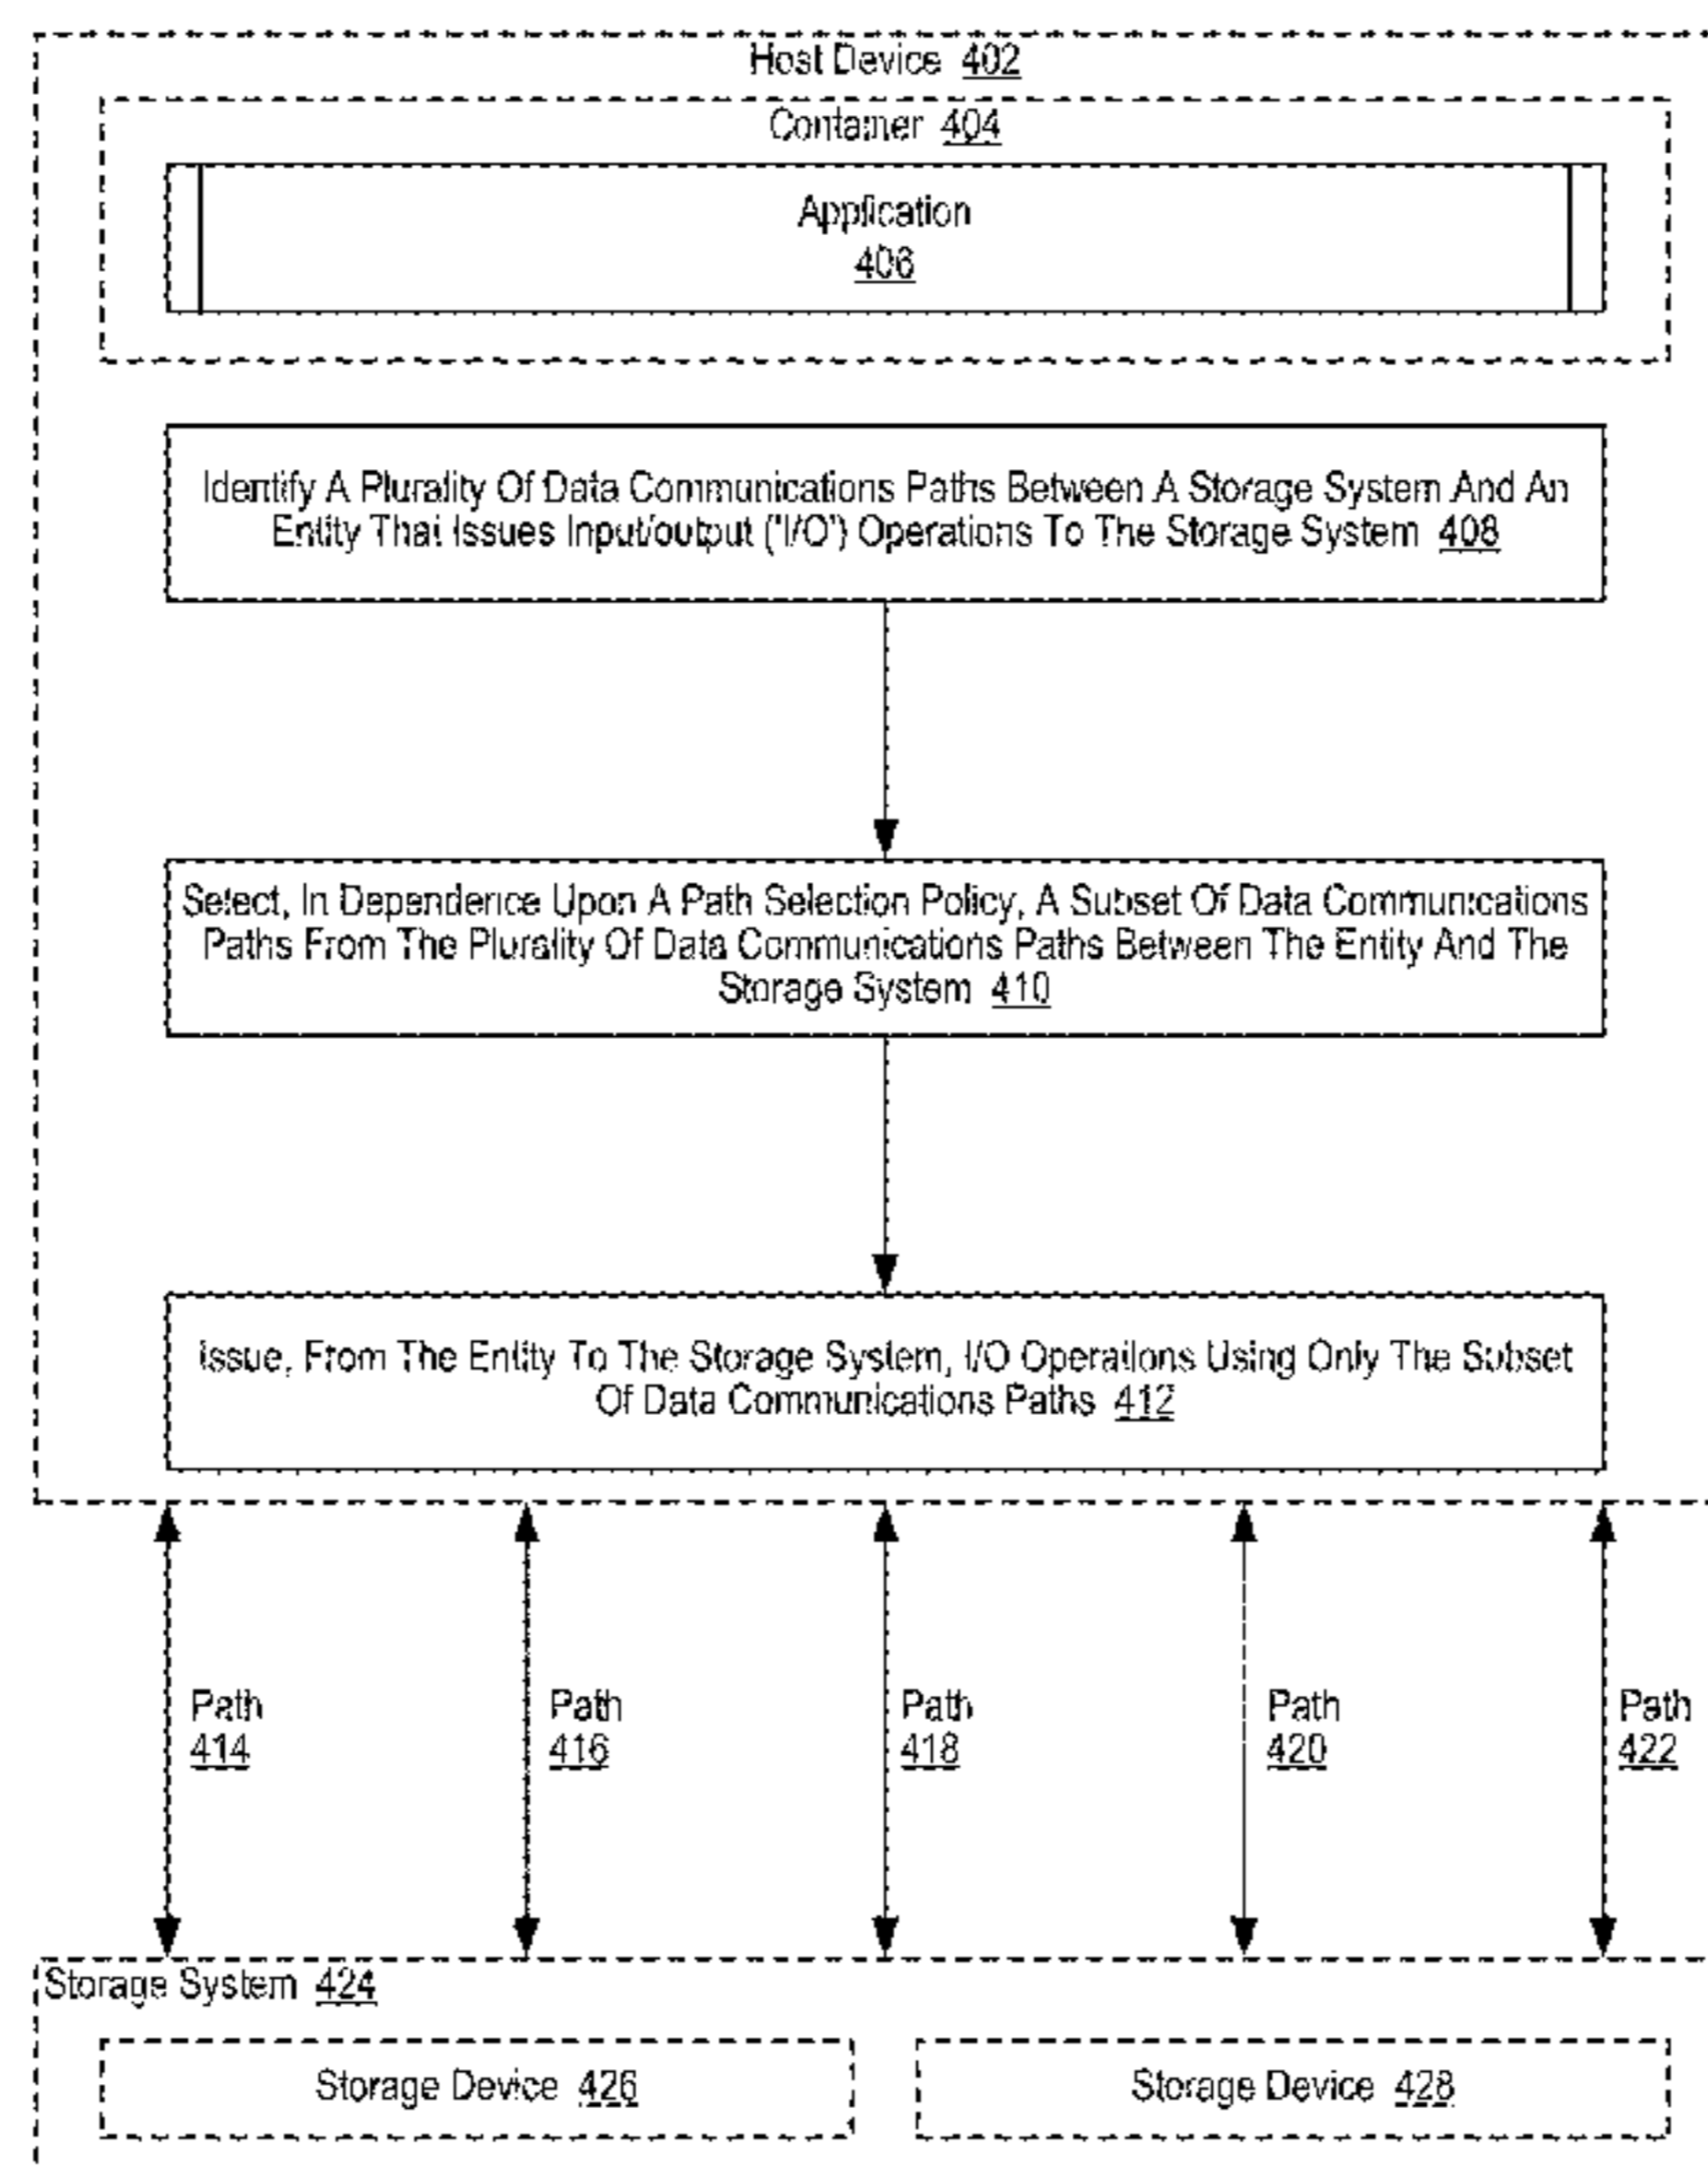 Host Device 402
Container 404
Application
406
Identify A Plurality Of Data Communications Paths Between A Storage System And An
Entity That Issues Input/output ("I/O") Operations To The Storage System 408
Select, In Dependence Upon A Path Selection Policy, A Subset Of Data Communications
Paths From The Plurality Of Data Communications Paths Between The Entity And The
Storage System 410
Issue, From The Entity To The Storage System, I/O Operations Using Only The Subset
Of Data Communications Paths 412
Path
414
Path
416
Path
418
Path
420
Path
422
Storage System 424
Storage Device 426
Storage Device 428